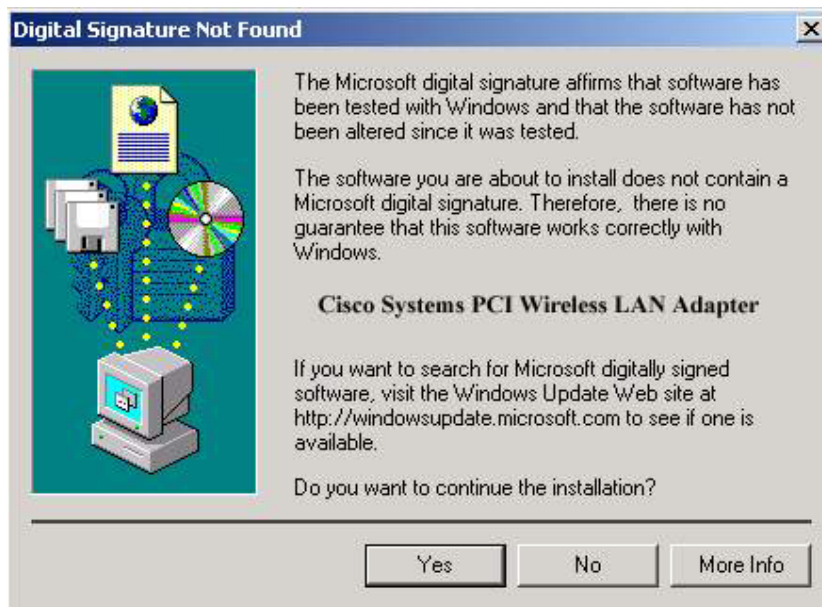 Digital Signature Not Found
The Microsoft digital signature affirms that software has
been tested with Windows and that the software has not
been altered since it was tested.
The software you are about to install does not contain a
Microsoft digital signature. Therefore, there is no
guarantee that this software works correctly with
Windows.
Cisco Systems PCI Wireless LAN Adapter
If you want to search for Microsoft digitally signed
software, visit the Windows Update Web site at
http://windowsupdate.microsoft.com to see if one is
available.
Do you want to continue the installation?
Yes No More Info